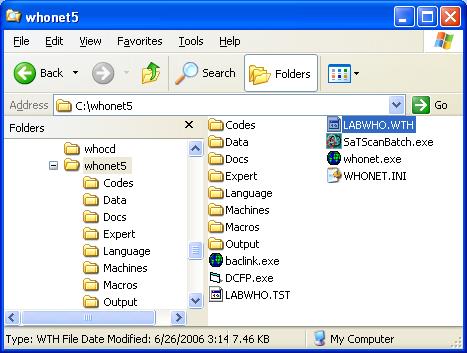 whonet5
File Edit View Favorites Tools Help
Back Search Folders
Address C:\whonet5 Go
Folders
whocd
whonet5
Codes
Data
Docs
Expert
Language
Machines
Macros
Output
Codes
Data
Docs
Expert
Language
Machines
Macros
Output
baclink.exe
DCFP.exe
LABWHO.TST
LABWHO.WTH
SaTScanBatch.exe
whonet.exe
WHONET.INI
Type: WTH File Date Modified: 6/26/2006 3:14 7.46 KB My Computer